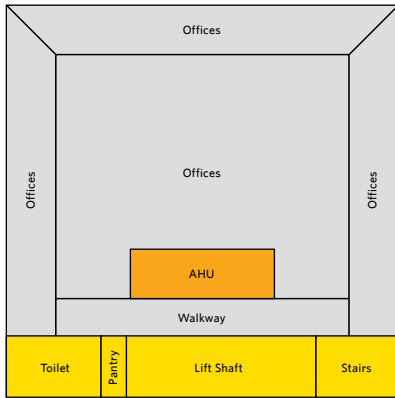 Offices
Offices
Offices
Offices
AHU
Walkway
Toilet
Pantry
Lift Shaft
Stairs